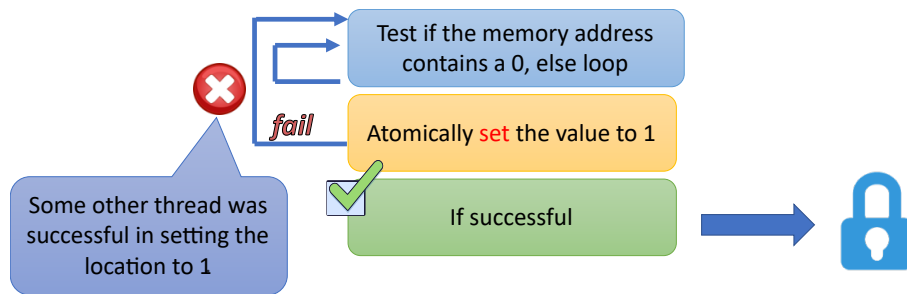 Test if the memory address
contains a 0, else loop
fail
Atomically set the value to 1
Some other thread was
successful in setting the
location to 1
If successful